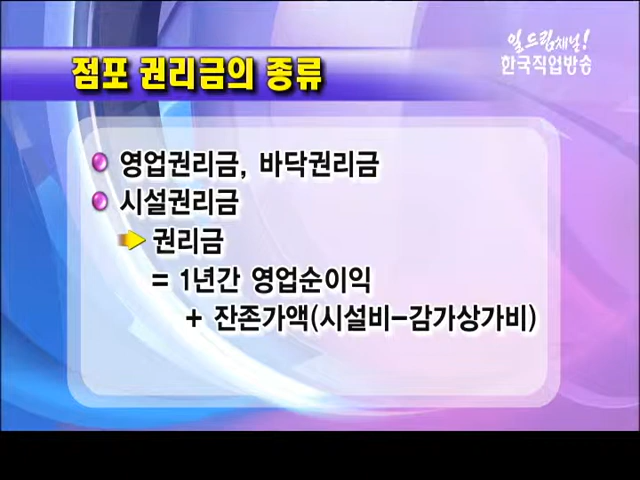 일 드림채널!
한국직업방송
점포 권리금의 종류
영업권리금, 바닥권리금
시설권리금
권리금
= 1년간 영업순이익
+ 잔존가액(시설비-감가상가비)